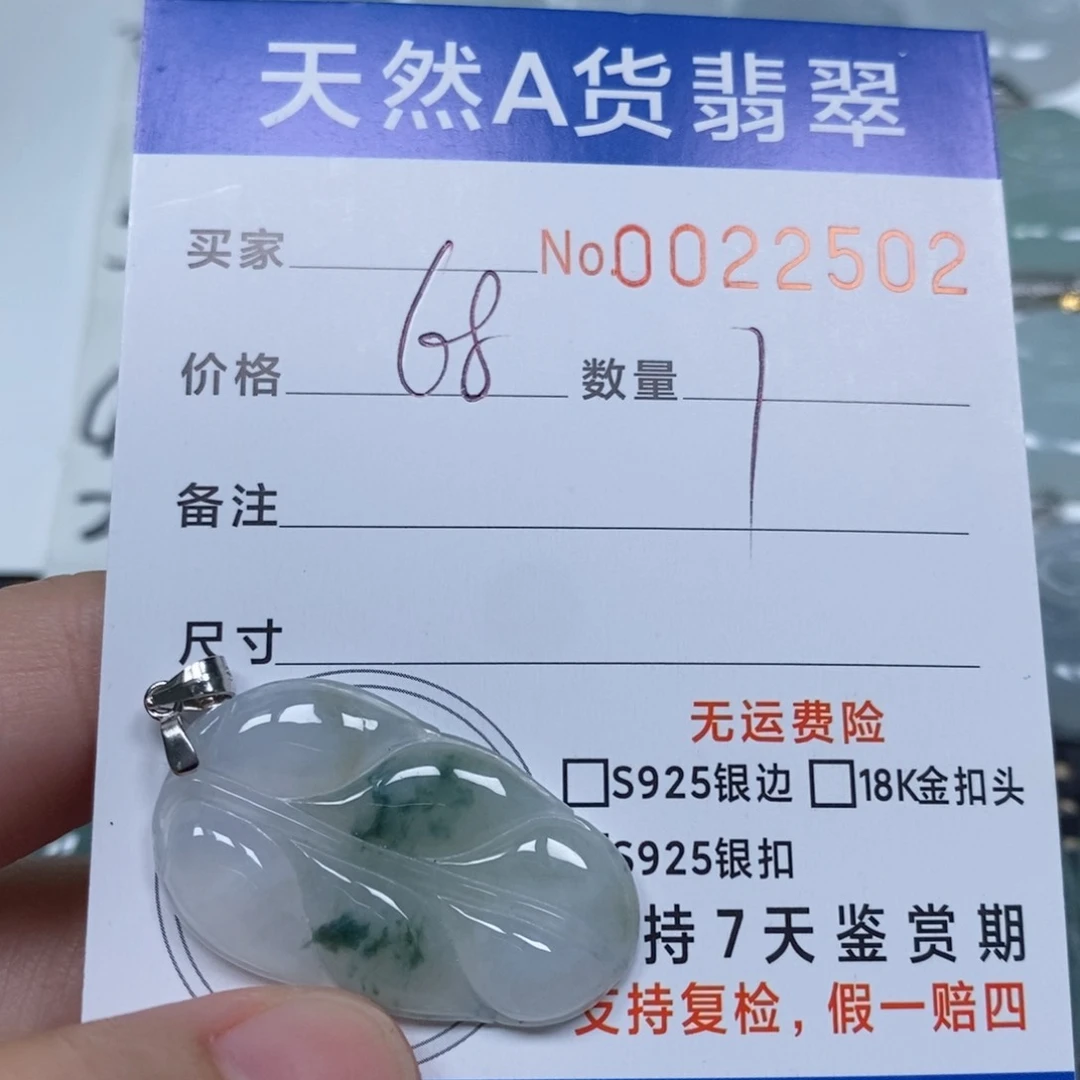 天然A货翡翠
买家 No.0022502
价格 68 数量 1
备注
尺寸
无运费险
S925银边 18K金扣头
S925银扣
持7天鉴赏期
支持复检，假一赔四